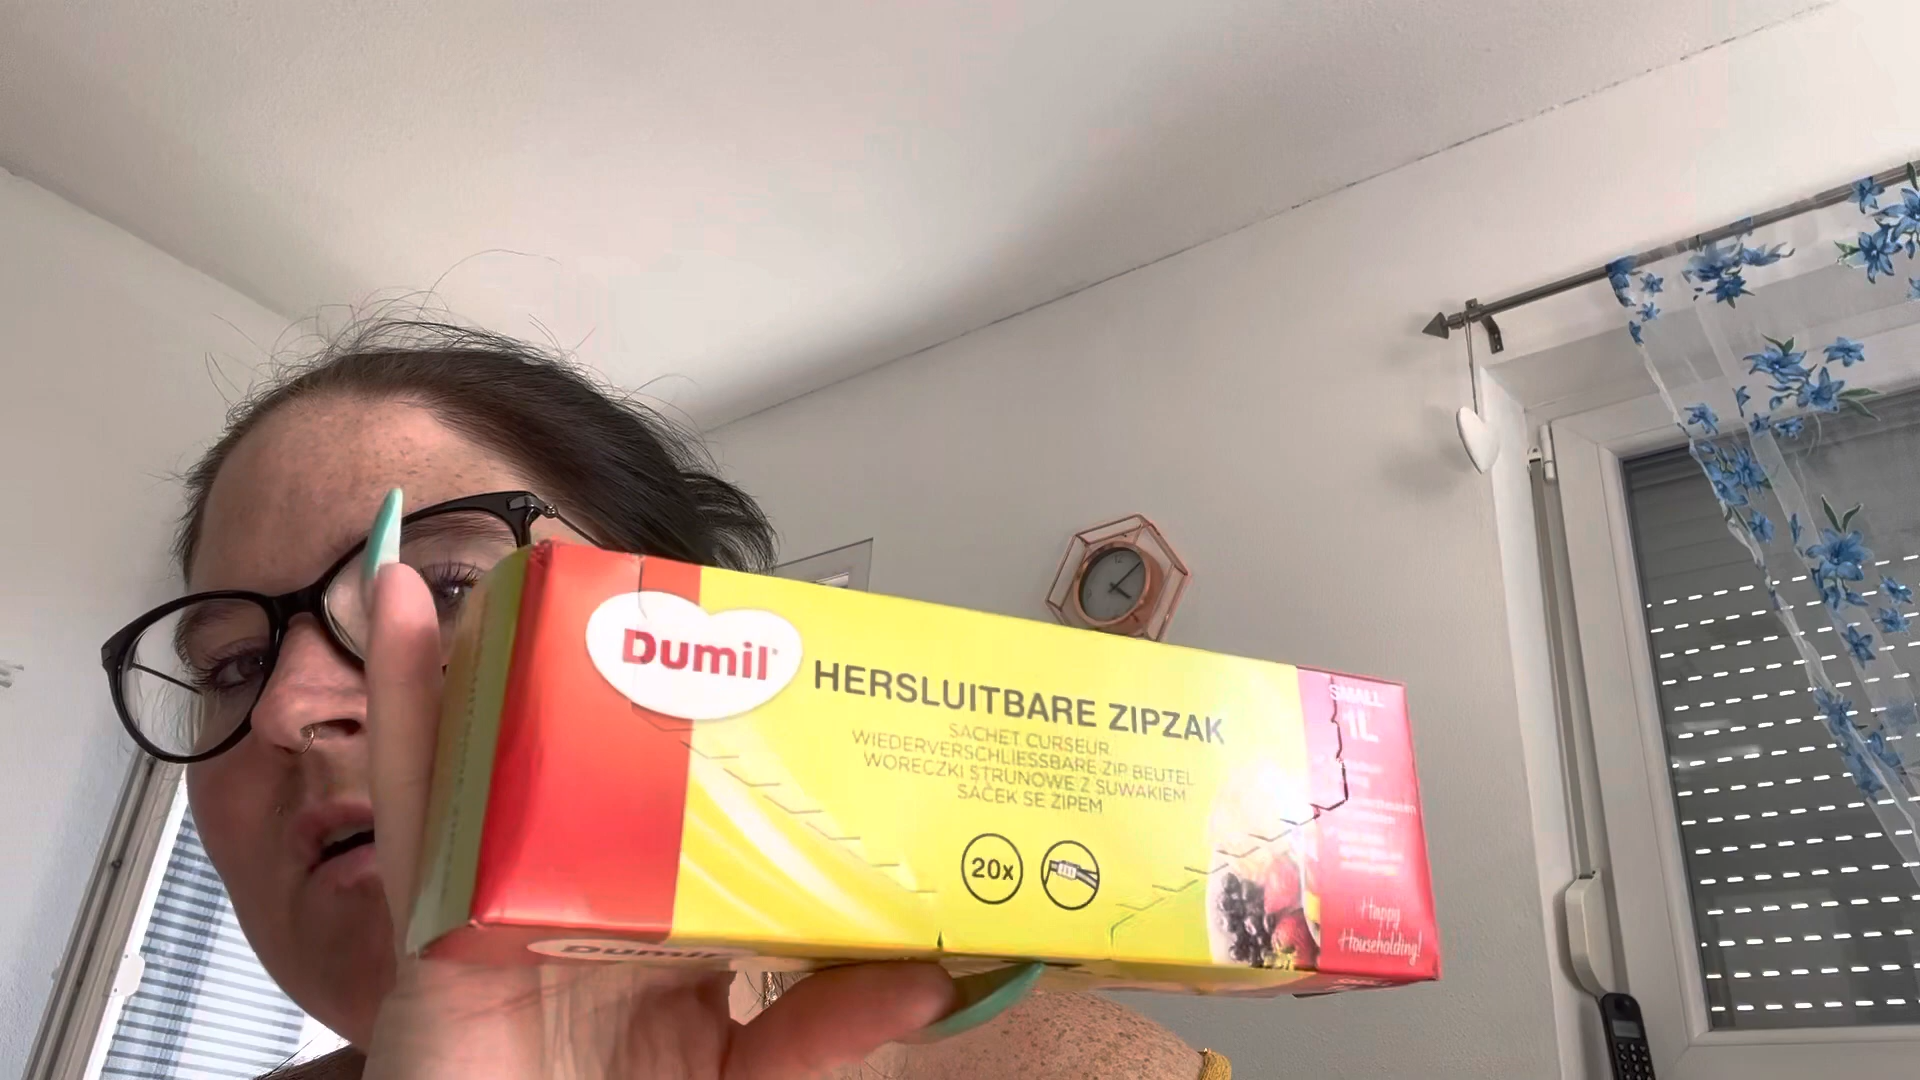 Dumil
HERSLUITBARE ZIPZAK
SACHET CURSEUR
WIEDERVERSCHLIESSBARE ZIP BEUTEL
WORECZKI STRUNOWE Z SUWAKIEM
SÁČEK SE ZIPEM
20x
SMALL
1L
Happy
Householding!
Dumil